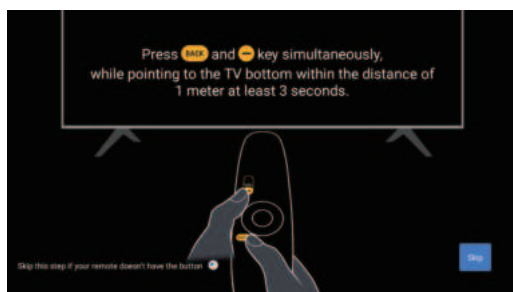 Press BACK and key simultaneously,
while pointing to the TV bottom within the distance of
1 meter at least 3 seconds.
Skip this step if your remote doesn't have the button
Skip